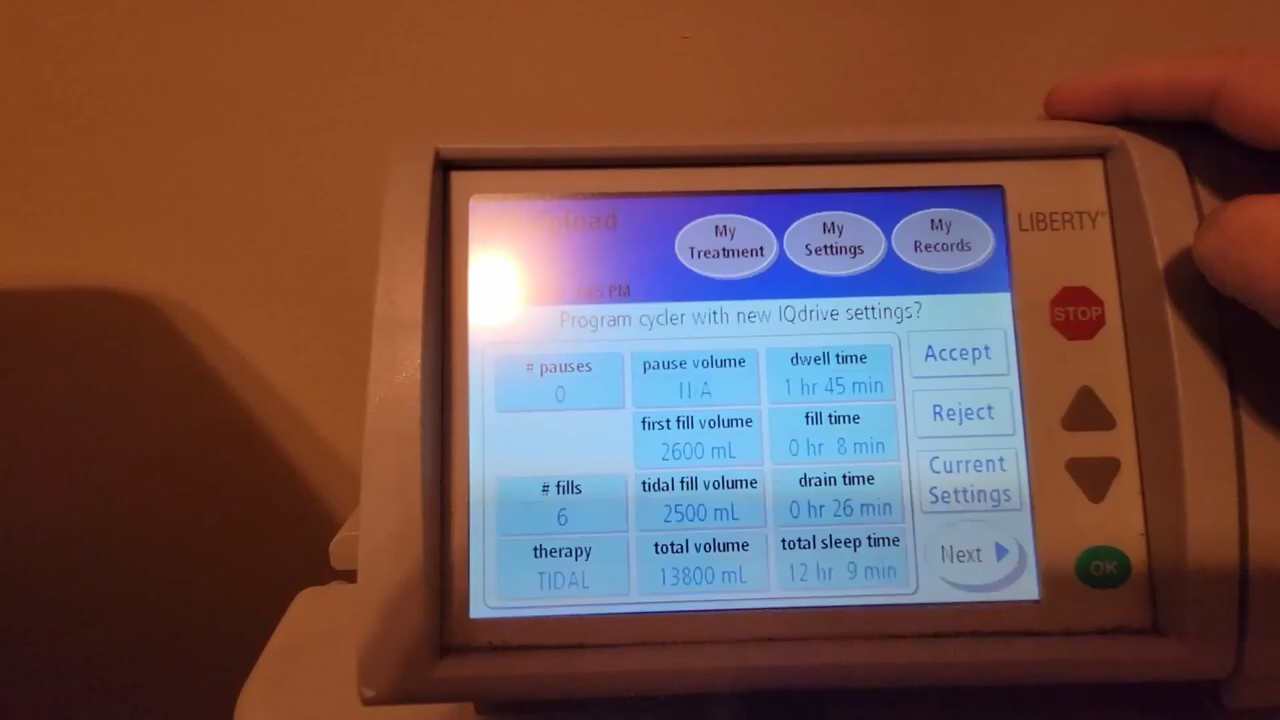 Upload
My
Treatment
My
Settings
My
Records
LIBERTY®
45 PM
Program cycler with new IQdrive settings?
# pauses
0
pause volume
N/A
dwell time
1 hr 45 min
Accept
STOP
first fill volume
2600 mL
fill time
0 hr 8 min
Reject
# fills
6
tidal fill volume
2500 mL
drain time
0 hr 26 min
Current
Settings
therapy
TIDAL
total volume
13800 mL
total sleep time
12 hr 9 min
Next
OK